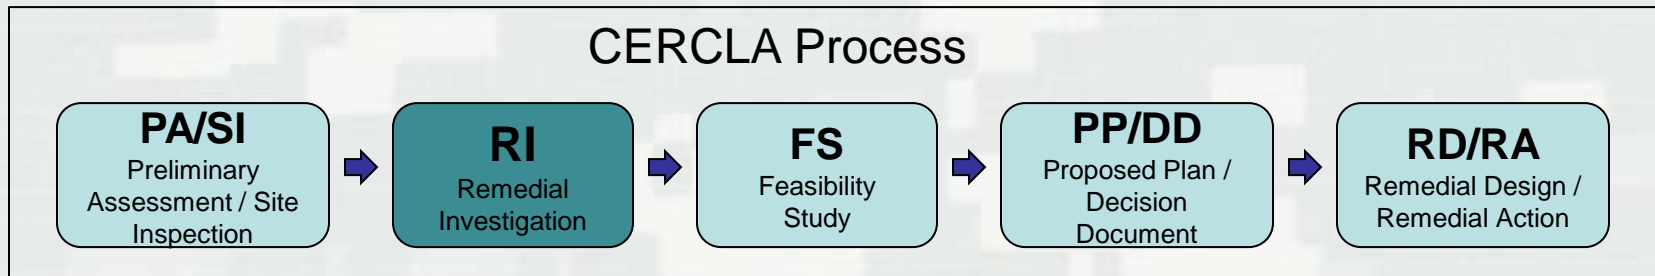 CERCLA Process
PA/SI
Preliminary
Assessment / Site
Inspection
RI
Remedial
Investigation
FS
Feasibility
Study
PP/DD
Proposed Plan /
Decision
Document
RD/RA
Remedial Design /
Remedial Action